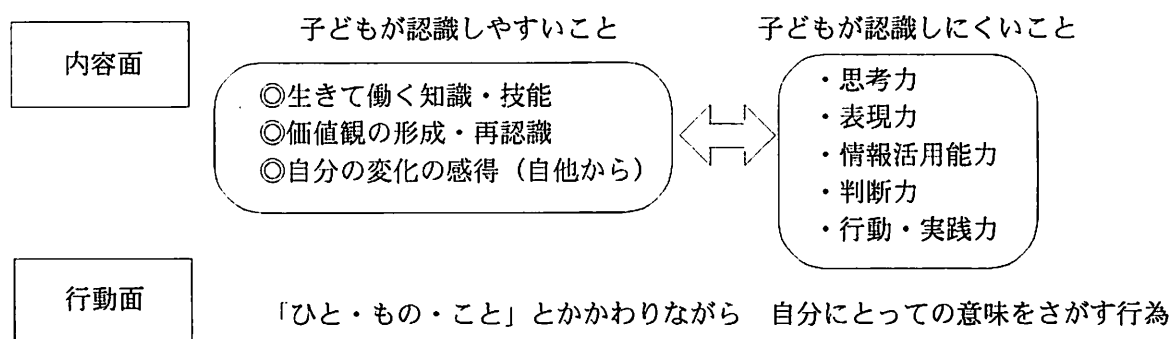 内容面
子どもが認識しやすいこと
◎生きて働く知識・技能
◎価値観の形成・再認識
◎自分の変化の感得（自他から）
子どもが認識しにくいこと
・思考力
・表現力
・情報活用能力
・判断力
・行動・実践力
行動面
「ひと・もの・こと」とかかわりながら　自分にとっての意味をさがす行為